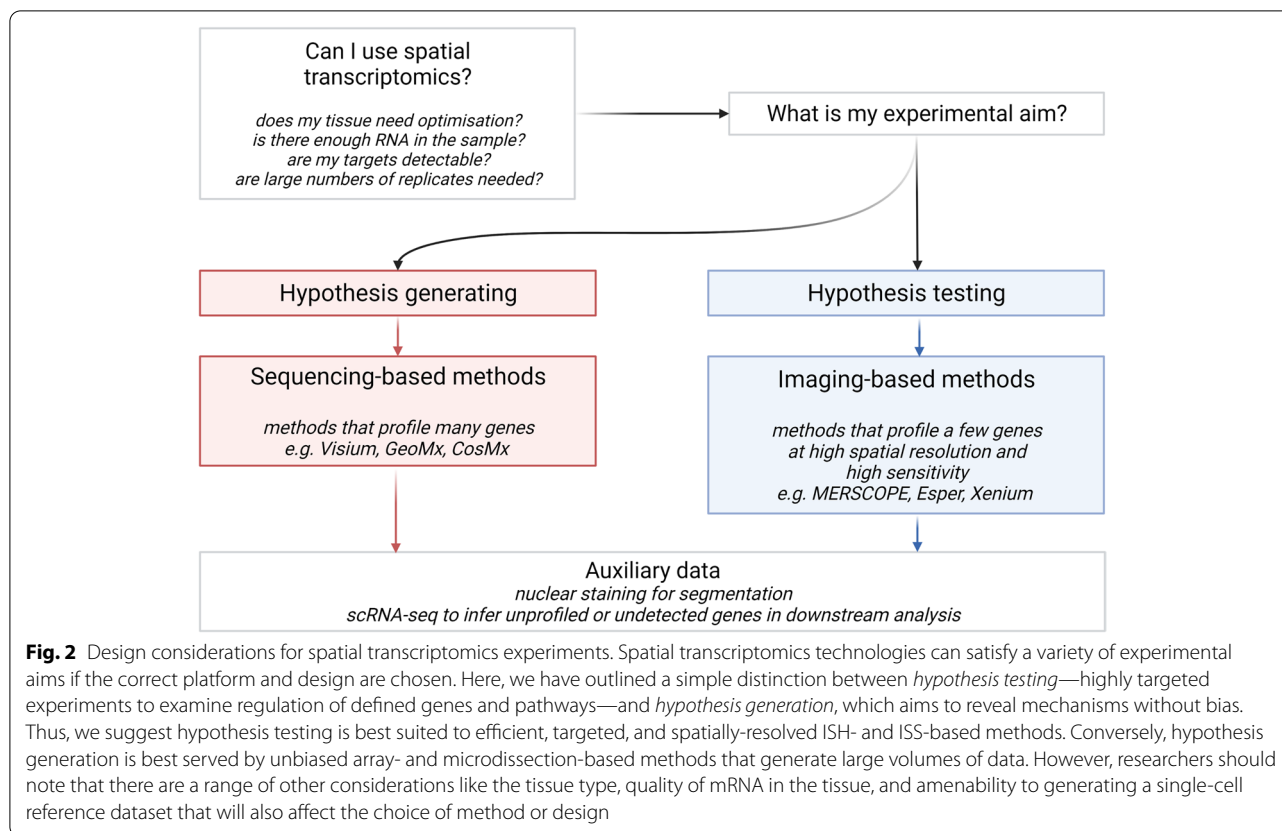 Can I use spatial
transcriptomics?
does my tissue need optimisation?
is there enough RNA in the sample?
are my targets detectable?
are large numbers of replicates needed?
What is my experimental aim?
Hypothesis generating
Hypothesis testing
Sequencing-based methods
methods that profile many genes
e.g. Visium, GeoMx, CosMx
Imaging-based methods
methods that profile a few genes
at high spatial resolution and
high sensitivity
e.g. MERSCOPE, Esper, Xenium
Auxiliary data
nuclear staining for segmentation
scRNA-seq to infer unprofiled or undetected genes in downstream analysis
Fig. 2 Design considerations for spatial transcriptomics experiments. Spatial transcriptomics technologies can satisfy a variety of experimental
aims if the correct platform and design are chosen. Here, we have outlined a simple distinction between hypothesis testing—highly targeted
experiments to examine regulation of defined genes and pathways—and hypothesis generation, which aims to reveal mechanisms without bias.
Thus, we suggest hypothesis testing is best suited to efficient, targeted, and spatially-resolved ISH- and ISS-based methods. Conversely, hypothesis
generation is best served by unbiased array- and microdissection-based methods that generate large volumes of data. However, researchers should
note that there are a range of other considerations like the tissue type, quality of mRNA in the tissue, and amenability to generating a single-cell
reference dataset that will also affect the choice of method or design